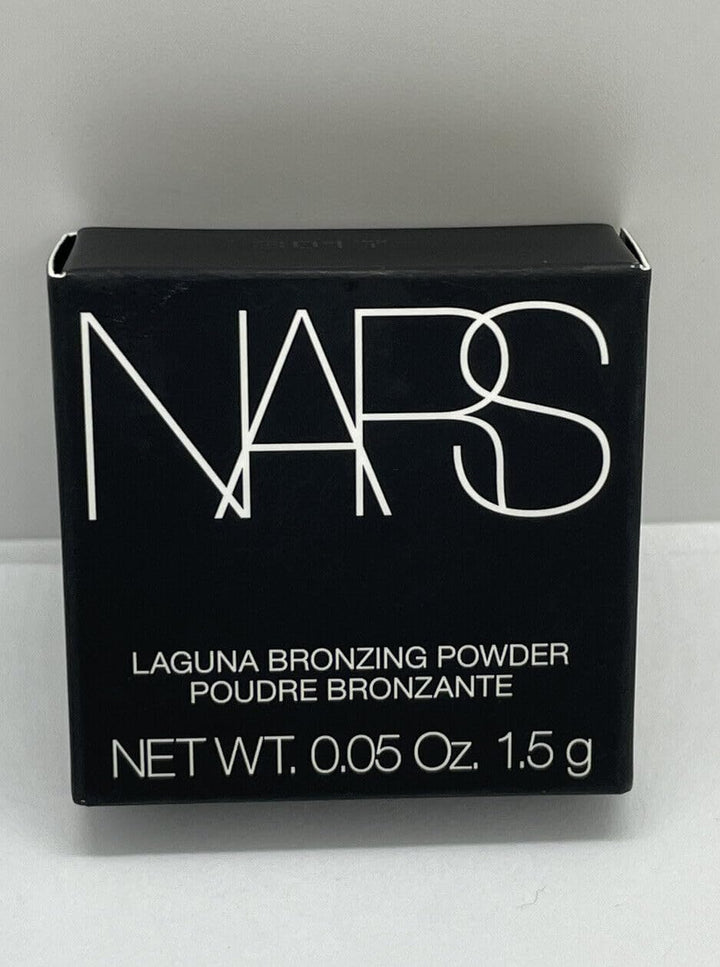 NARS
LAGUNA BRONZING POWDER
POUDRE BRONZANTE
NET WT. 0.05 Oz. 1.5 g